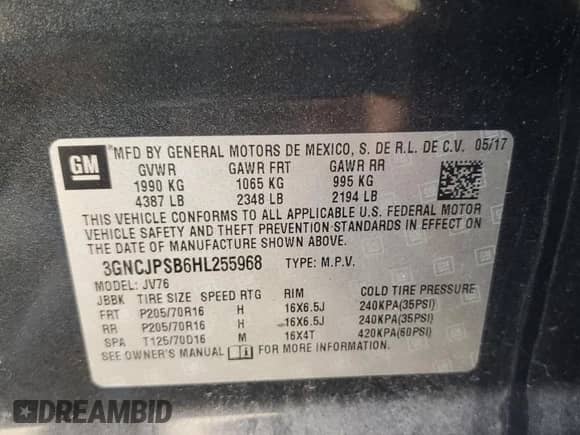 GM
MFD BY GENERAL MOTORS DE MEXICO, S. DE R.L. DE C.V. 05/17
GVWR GAWR FRT GAWR RR
1990 KG 1065 KG 995 KG
4387 LB 2348 LB 2194 LB
THIS VEHICLE CONFORMS TO ALL APPLICABLE U.S. FEDERAL MOTOR
VEHICLE SAFETY AND THEFT PREVENTION STANDARDS IN EFFECT ON
THE DATE OF MANUFACTURE SHOWN ABOVE.
3GNCJPSB6HL255968 TYPE: M.P.V.
MODEL: JV76
JBBK TIRE SIZE SPEED RTG RIM COLD TIRE PRESSURE
FRT P205/70R16 H 16X6.5J 240KPA(35PSI)
RR P205/70R16 H 16X6.5J 240KPA(35PSI)
SPA T125/70D16 M 16X4T 420KPA(60PSI)
SEE OWNER'S MANUAL FOR MORE INFORMATION.
DREAMBID